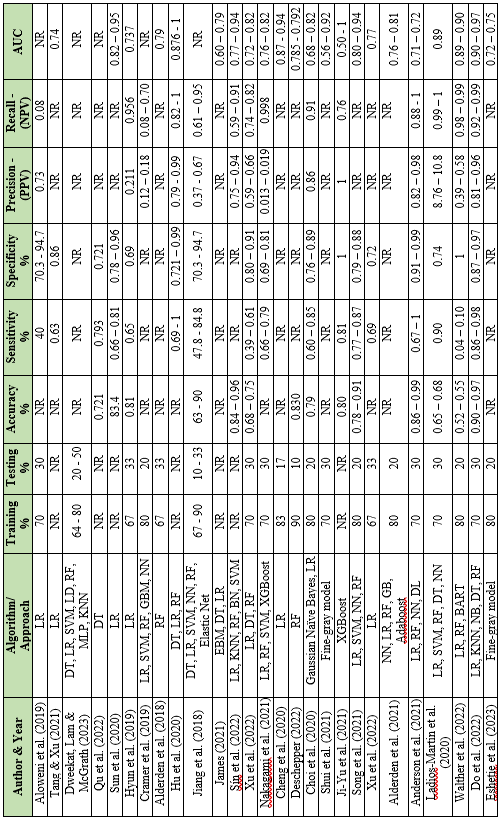 Author & Year Algorithm/ Approach Training % Testing % Accuracy Sensitivity % Specificity % Precision - (PPV) Recall - (NPV) AUC
Aloweni et al. (2019) LR 70 30 NR 40 70.3 - 94.7 0.73 0.08 NR
Tang & Xu (2021) LR NR NR NR 0.63 0.86 NR NR 0.74
Dweekat, Lam & McGrath (2023) DT, LR, SVM, LD, RF, MLP, KNN 64 - 80 20 - 50 NR NR NR NR NR NR
Qiu et al. (2022) DT NR NR 0.721 0.793 0.721 NR NR NR
Sun et al. (2020) LR NR NR 83.4 0.66 – 0.81 0.78 – 0.96 NR NR 0.82 – 0.95
Hyun et al. (2019) LR 67 33 0.81 0.65 0.69 0.211 0.956 0.737
Cramer et al. (2019) LR, SVM, RF, GBM, NN 80 20 NR NR NR 0.12 – 0.18 0.08 – 0.70 NR
Alderden et al. (2018) RF 67 33 NR NR NR NR NR 0.79
Hu et al. (2020) DT, LR, RF NR NR NR 0.69 - 1 0.721 – 0.99 0.79 - 0.99 0.82 - 1 0.876 - 1
Jiang et al. (2018) DT, LR, SVM, NN, RF, Elastic Net 67 - 90 10 - 33 63 - 90 47.8 - 84.8 70.3 - 94.7 0.37 – 0.67 0.61 – 0.95 NR
James (2021) EBM, DT, LR NR NR NR NR NR NR NR 0.60 – 0.79
Sin et al. (2022) LR, KNN, RF, BN, SVM NR NR 0.84 – 0.96 NR NR 0.75 – 0.94 0.59 – 0.91 0.77 – 0.94
Xu et al. (2022) LR, DT, RF 70 30 0.68 – 0.75 0.39 – 0.61 0.80 – 0.91 0.59 – 0.66 0.74 – 0.82 0.72 – 0.82
Nakagami et al. (2021) LR, RF, SVM, XGBoost 70 30 NR 0.66 – 0.79 0.69 – 0.81 0.013 – 0.019 0.998 0.76 – 0.82
Cheng et al. (2020) LR 83 17 NR NR NR NR NR 0.87 - 0.94
Deschepper (2022) RF 90 10 0.830 NR NR NR NR 0.785 - 0.792
Choi et al. (2020) Gaussian Naive Bayes, LR 80 20 0.79 0.60 – 0.85 0.76 – 0.89 0.86 0.91 0.68 – 0.82
Shui et al. (2021) Fine-gray model 70 30 NR NR NR NR NR 0.56 – 0.92
Ji-Yu et al. (2021) XGBoost NR NR 0.80 0.81 NR 1 0.76 0.50 - 1
Song et al. (2021) LR, SVM, NN, RF 80 20 0.78 – 0.91 0.77 – 0.87 0.79 – 0.88 NR NR 0.80 – 0.94
Xu et al. (2022) LR 67 33 NR 0.69 0.72 NR NR 0.77
Alderden et al. (2021) NN, LR, RF, GB, Adaboost 80 20 NR NR NR NR NR 0.76 – 0.81
Anderson et al. (2021) LR, RF, NN, DL 70 30 0.86 – 0.99 0.67 – 1 0.91 – 0.99 0.82 – 0.98 0.88 - 1 0.71 – 0.72
Ladios-Martin et al. (2020) LR, SVM, RF, DT, NN 70 30 0.65 - 0.68 0.90 0.74 8.76 - 10.8 0.99 - 1 0.89
Walther et al. (2022) LR, RF, BART 80 20 0.52 – 0.55 0.04 – 0.10 1 0.39 – 0.58 0.98 – 0.99 0.89 – 0.90
Do et al. (2022) LR, KNN, NB, DT, RF 70 30 0.90 - 0.97 0.86 – 0.98 0.87 – 0.97 0.81 – 0.96 0.92 – 0.99 0.90 – 0.97
Eshetie et al. (2023) Fine-gray model 80 20 NR NR NR NR NR 0.72 – 0.75